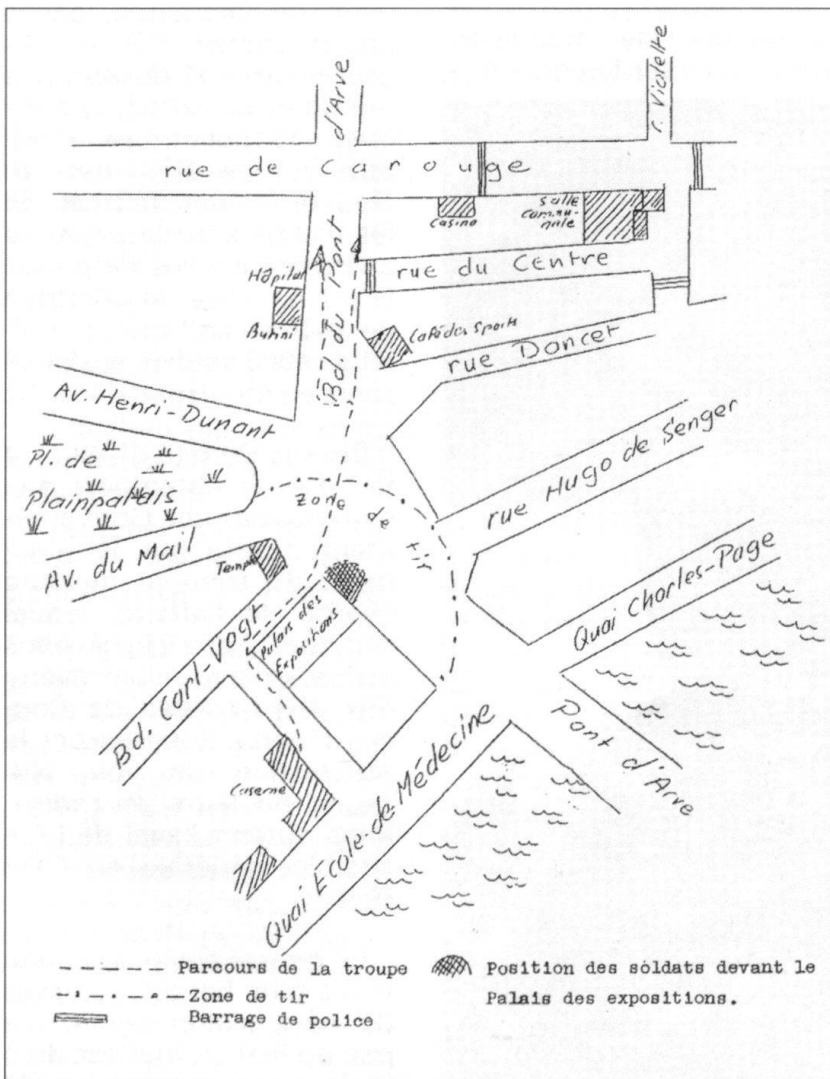 d'Arve
r. Violette
rue de Carouge
Casino
Salle
commu-
nale
rue du Centre
Hôpital
Butini
Bd. du Pont
Café des Sports
rue Dancet
Av. Henri-Dunant
Pl. de
Plainpalais
rue Hugo de Senger
Zone de tir
Av. du Mail
Temple
Quai Charles-Page
Palais des
Expositions
Bd. Carl-Vogt
Pont d'Arve
Caserne
Quai École-de-Médecine
Parcours de la troupe
Zone de tir
Barrage de police
Position des soldats devant le
Palais des expositions.